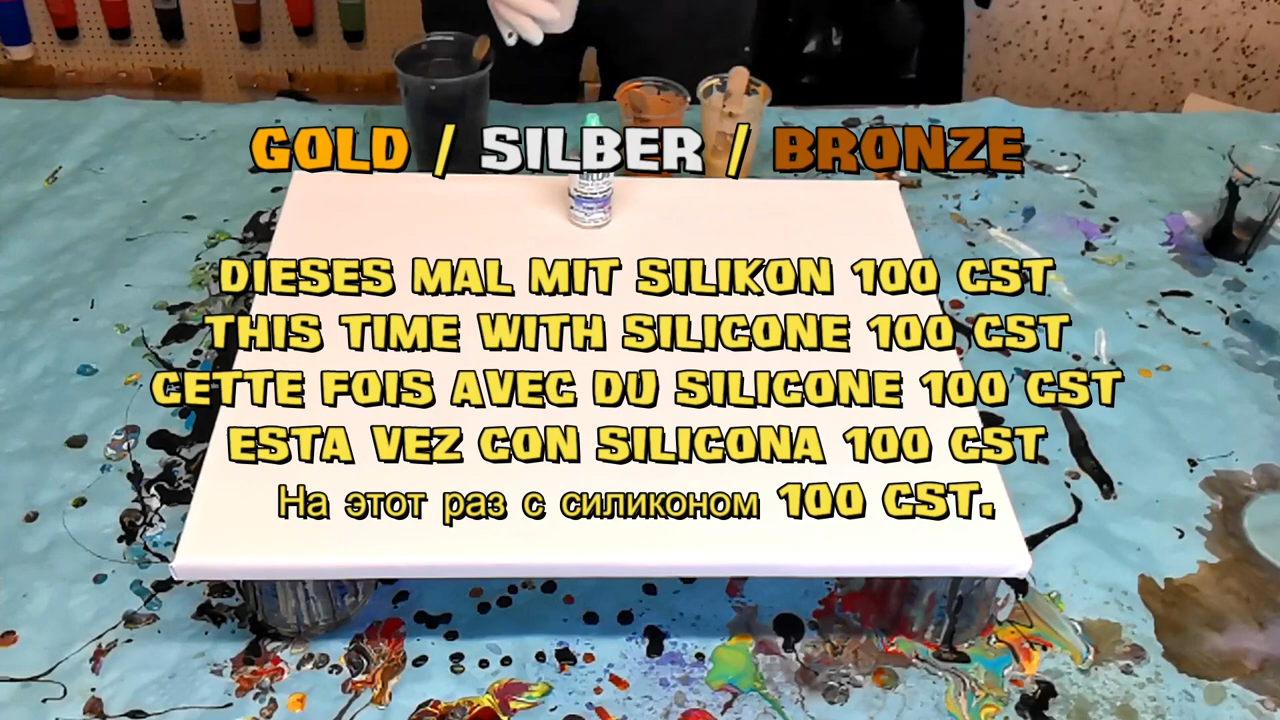 GOLD / SILBER / BRONZE
DIESES MAL MIT SILIKON 100 CST
THIS TIME WITH SILICONE 100 CST
CETTE FOIS AVEC DU SILICONE 100 CST
ESTA VEZ CON SILICONA 100 CST
На этот раз с силиконом 100 CST.